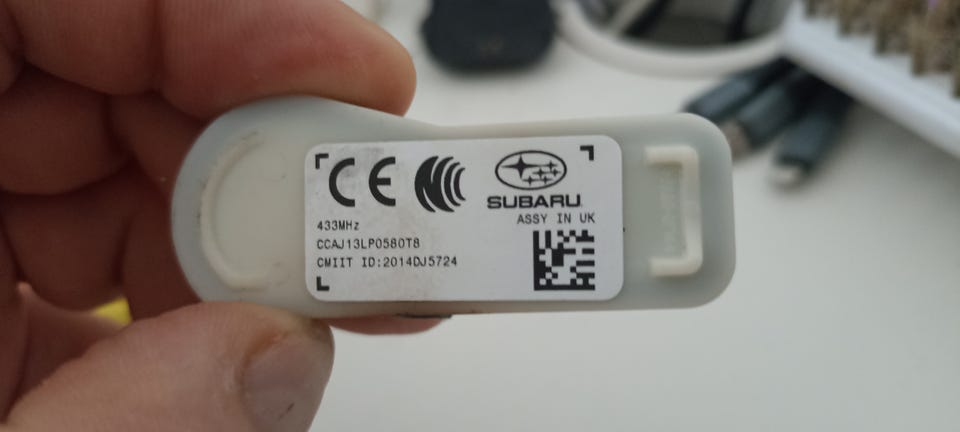 CE
SUBARU
ASSY IN UK
433MHz
CCAJ13LP0580T8
CMIIT ID:2014DJ5724